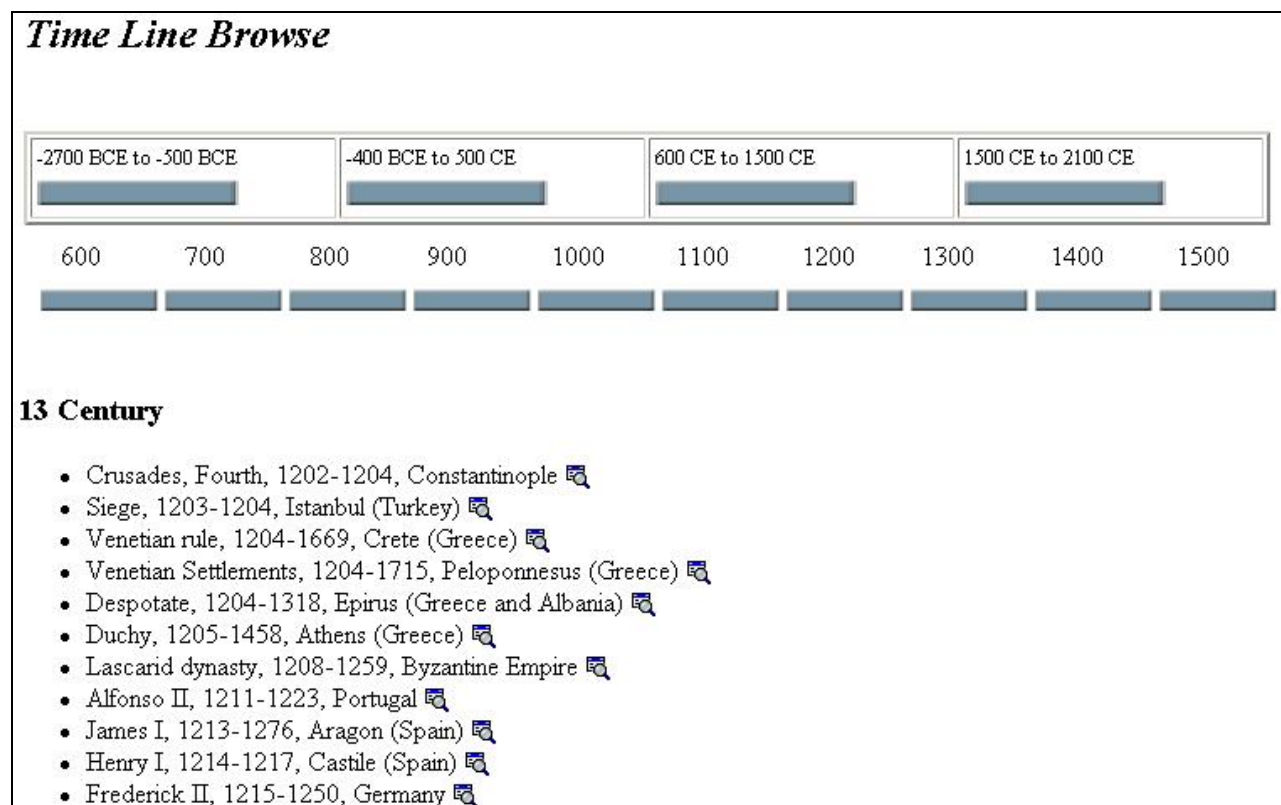 Time Line Browse
-2700 BCE to -500 BCE -400 BCE to 500 CE 600 CE to 1500 CE 1500 CE to 2100 CE
600 700 800 900 1000 1100 1200 1300 1400 1500
13 Century
• Crusades, Fourth, 1202-1204, Constantinople
• Siege, 1203-1204, Istanbul (Turkey)
• Venetian rule, 1204-1669, Crete (Greece)
• Venetian Settlements, 1204-1715, Peloponnesus (Greece)
• Despotate, 1204-1318, Epirus (Greece and Albania)
• Duchy, 1205-1458, Athens (Greece)
• Lascarid dynasty, 1208-1259, Byzantine Empire
• Alfonso II, 1211-1223, Portugal
• James I, 1213-1276, Aragon (Spain)
• Henry I, 1214-1217, Castile (Spain)
• Frederick II, 1215-1250, Germany